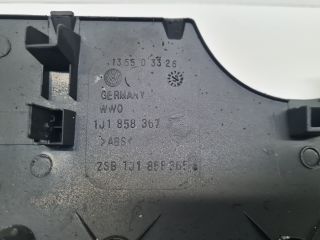 13 55 0 33 26
GERMANY
WWO
1J1 858 367
>ABS<
ZSB 1J1 858 365